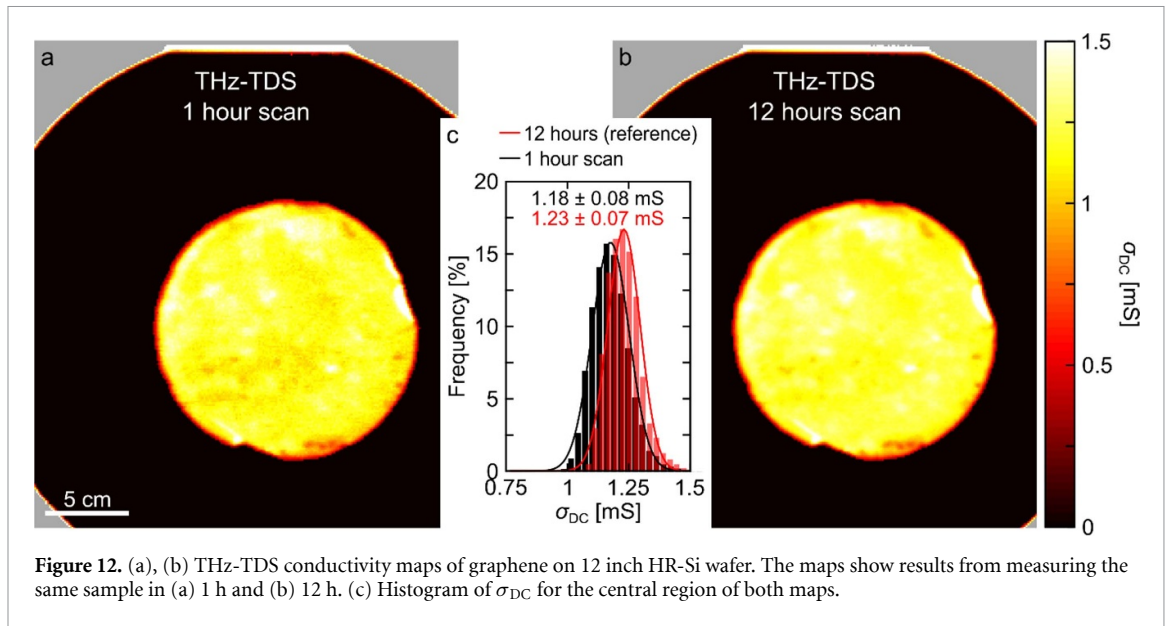 a
THz-TDS
1 hour scan
5 cm
c
12 hours (reference)
1 hour scan
1.18 ± 0.08 mS
1.23 ± 0.07 mS
Frequency [%]
20
15
10
5
0
0.75 1 1.25 1.5
σDC [mS]
b
THz-TDS
12 hours scan
1.5
1
0.5
0
σDC [mS]
Figure 12. (a), (b) THz-TDS conductivity maps of graphene on 12 inch HR-Si wafer. The maps show results from measuring the
same sample in (a) 1 h and (b) 12 h. (c) Histogram of σDC for the central region of both maps.